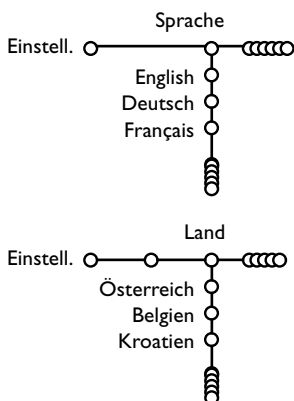 Sprache
Einstell.
English
Deutsch
Français
Land
Einstell.
Österreich
Belgien
Kroatien